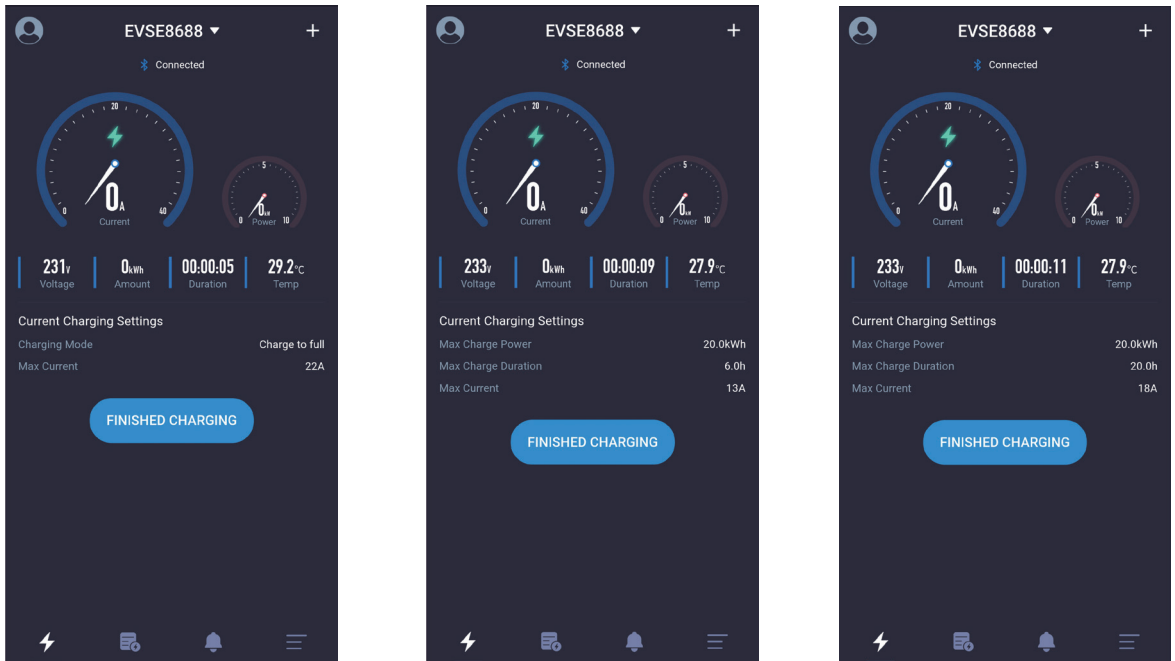 EVSE8688 ▼ +
Connected
20
0 40
0A
Current
5
0 10
0kW
Power
231V 0kWh 00:00:05 29.2°C
Voltage Amount Duration Temp
Current Charging Settings
Charging Mode Charge to full
Max Current 22A
FINISHED CHARGING
EVSE8688 ▼ +
Connected
20
0 40
0A
Current
5
0 10
0kW
Power
233V 0kWh 00:00:09 27.9°C
Voltage Amount Duration Temp
Current Charging Settings
Max Charge Power 20.0kWh
Max Charge Duration 6.0h
Max Current 13A
FINISHED CHARGING
EVSE8688 ▼ +
Connected
20
0 40
0A
Current
5
0 10
0kW
Power
233V 0kWh 00:00:11 27.9°C
Voltage Amount Duration Temp
Current Charging Settings
Max Charge Power 20.0kWh
Max Charge Duration 20.0h
Max Current 18A
FINISHED CHARGING